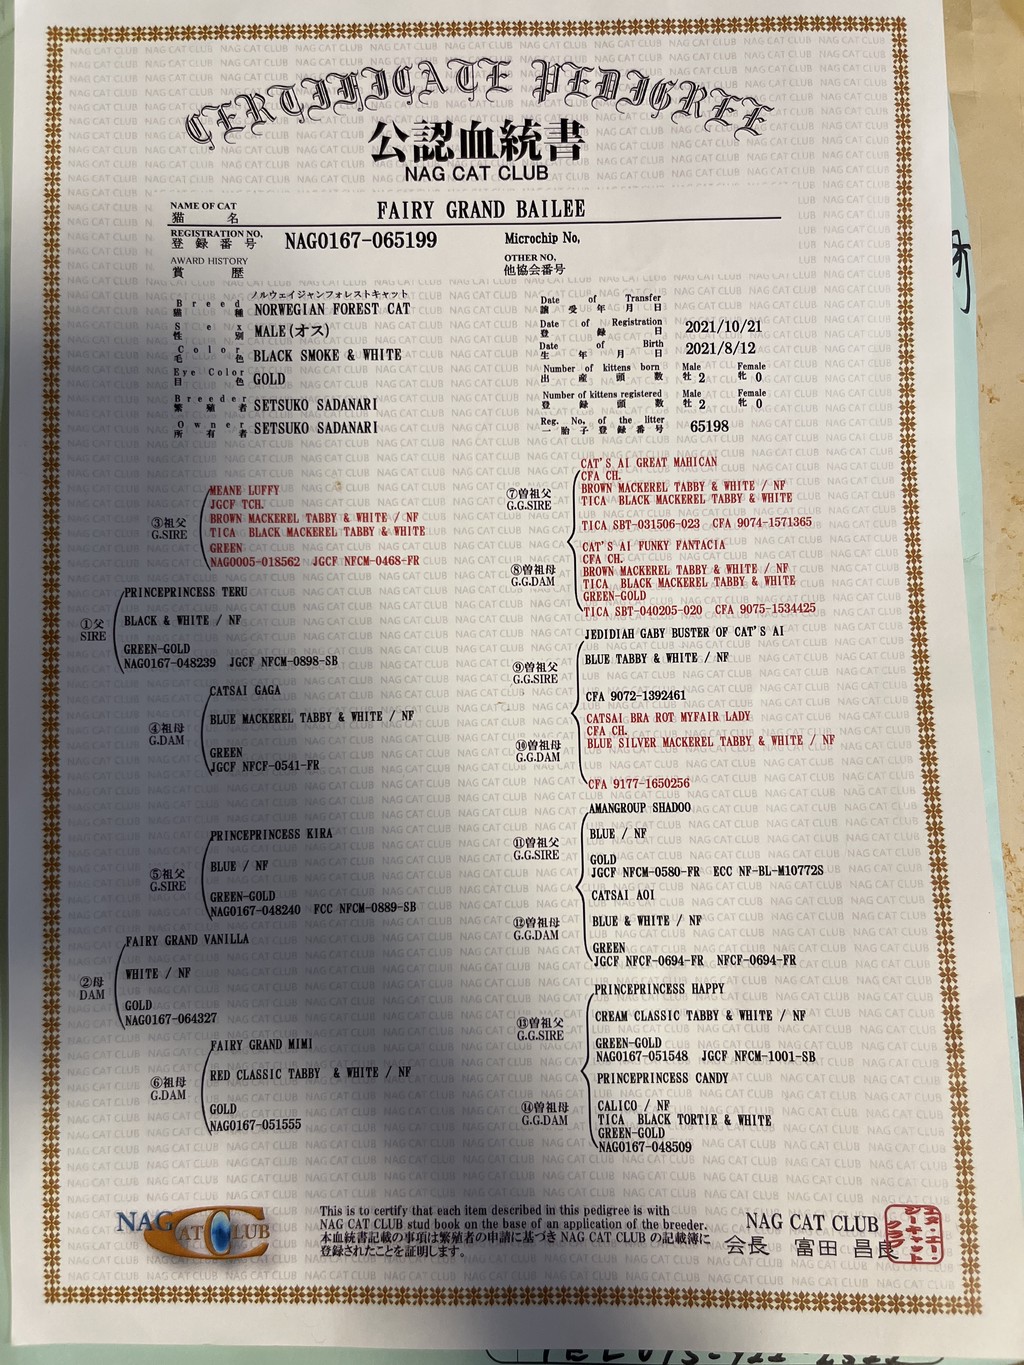 CERTIFICATE PEDIGREE
公認血統書
NAG CAT CLUB
NAME OF CAT
猫名
FAIRY GRAND BAILEE
REGISTRATION NO,
登録番号
NAG0167-065199
Microchip No,
AWARD HISTORY
賞歴
OTHER NO,
他協会番号
ノルウェイジャンフォレストキャット
Breed
猫種
NORWEGIAN FOREST CAT
Sex
性別
MALE(オス)
Color
毛色
BLACK SMOKE & WHITE
Eye Color
目色
GOLD
Breeder
繁殖者
SETSUKO SADANARI
Owner
所有者
SETSUKO SADANARI
Date of Transfer
譲受年月日
Date of Registration
登録日
2021/10/21
Date of Birth
生年月日
2021/8/12
Number of kittens born
出産頭数
Male Female
牡 2 牝 0
Number of kittens registered
登録頭数
Male Female
牡 2 牝 0
Reg. No, of the litter
一胎子登録番号
65198
①父
SIRE
PRINCEPRINCESS TERU
BLACK & WHITE / NF
GREEN-GOLD
NAG0167-048239 JGCF NFCM-0898-SB
②母
DAM
FAIRY GRAND VANILLA
WHITE / NF
GOLD
NAG0167-064327
③祖父
G.SIRE
MEANE LUFFY
JGCF TCH.
BROWN MACKEREL TABBY & WHITE / NF
TICA BLACK MACKEREL TABBY & WHITE
GREEN
NAG0005-018562 JGCF NFCM-0468-FR
④祖母
G.DAM
CATSAI GAGA
BLUE MACKEREL TABBY & WHITE / NF
GREEN
JGCF NFCF-0541-FR
⑤祖父
G.SIRE
PRINCEPRINCESS KIRA
BLUE / NF
GREEN-GOLD
NAG0167-048240 FCC NFCM-0889-SB
⑥祖母
G.DAM
FAIRY GRAND MIMI
RED CLASSIC TABBY & WHITE / NF
GOLD
NAG0167-051555
⑦曽祖父
G.G.SIRE
CAT'S AI GREAT MAHICAN
CFA CH.
BROWN MACKEREL TABBY & WHITE / NF
TICA BLACK MACKEREL TABBY & WHITE
TICA SBT-031506-023 CFA 9074-1571365
⑧曽祖母
G.G.DAM
CAT'S AI FUNKY FANTACIA
CFA CH.
BROWN MACKEREL TABBY & WHITE / NF
TICA BLACK MACKEREL TABBY & WHITE
GREEN-GOLD
TICA SBT-040205-020 CFA 9075-1534425
⑨曽祖父
G.G.SIRE
JEDIDIAH GABY BUSTER OF CAT'S AI
BLUE TABBY & WHITE / NF
CFA 9072-1392461
⑩曽祖母
G.G.DAM
CATSAI BRA ROT MYFAIR LADY
CFA CH.
BLUE SILVER MACKEREL TABBY & WHITE / NF
CFA 9177-1650256
⑪曽祖父
G.G.SIRE
AMANGROUP SHADOO
BLUE / NF
GOLD
JGCF NFCM-0580-FR ECC NF-BL-M10772S
⑫曽祖母
G.G.DAM
CATSAI AOI
BLUE & WHITE / NF
GREEN
JGCF NFCF-0694-FR NFCF-0694-FR
⑬曽祖父
G.G.SIRE
PRINCEPRINCESS HAPPY
CREAM CLASSIC TABBY & WHITE / NF
GREEN-GOLD
NAG0167-051548 JGCF NFCM-1001-SB
⑭曽祖母
G.G.DAM
PRINCEPRINCESS CANDY
CALICO / NF
TICA BLACK TORTIE & WHITE
GREEN-GOLD
NAG0167-048509
NAG CAT CLUB
This is to certify that each item described in this pedigree is with
NAG CAT CLUB stud book on the base of an application of the breeder.
本血統書記載の事項は繁殖者の申請に基づき NAG CAT CLUB の記載簿に
登録されたことを証明します。
NAG CAT CLUB
会長 富田 昌良
エヌ・エー・
ジーキャット
クラブ